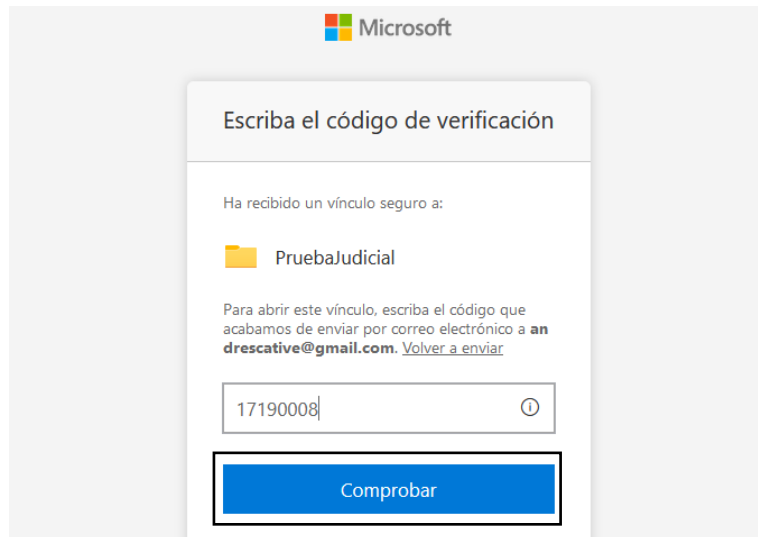 Microsoft
Escriba el código de verificación
Ha recibido un vínculo seguro a:
PruebaJudicial
Para abrir este vínculo, escriba el código que
acabamos de enviar por correo electrónico a an
drescative@gmail.com. Volver a enviar
17190008
Comprobar